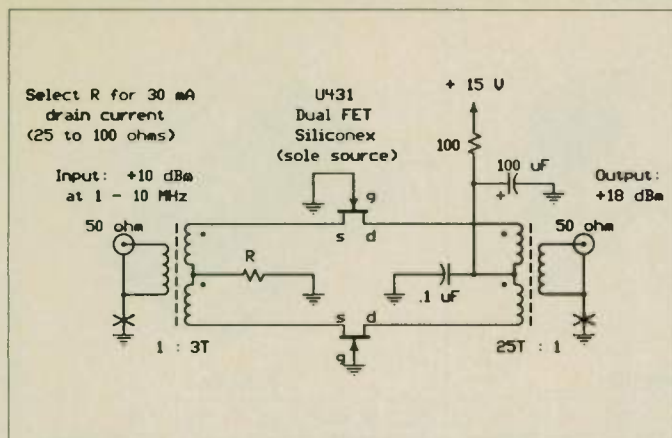 Select R for 30 mA
drain current
(25 to 100 ohms)
Input: +10 dBm
at 1 - 10 MHz
50 ohm
U431
Dual FET
Siliconex
(sole source)
+ 15 V
100
100 uF
+
Output:
+18 dBm
50 ohm
g
s d
R
.1 uF
s d
g
1 : 3T
25T : 1